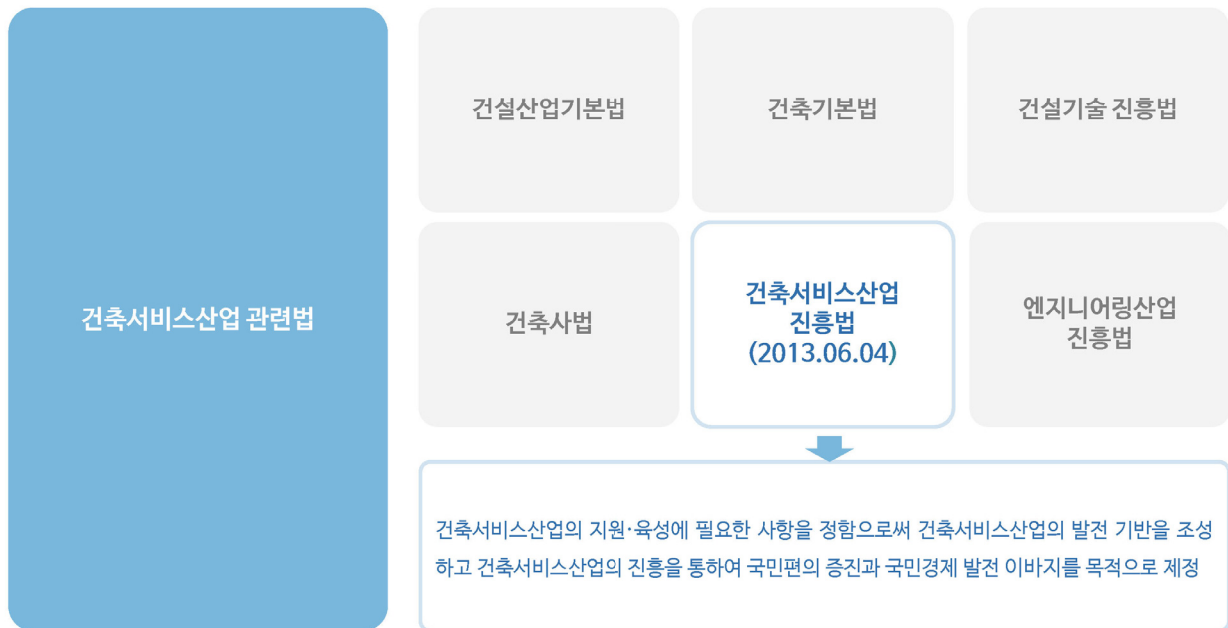 건축서비스산업 관련법
건설산업기본법
건축기본법
건설기술 진흥법
건축사법
건축서비스산업
진흥법
(2013.06.04)
엔지니어링산업
진흥법
건축서비스산업의 지원·육성에 필요한 사항을 정함으로써 건축서비스산업의 발전 기반을 조성
하고 건축서비스산업의 진흥을 통하여 국민편의 증진과 국민경제 발전 이바지를 목적으로 제정